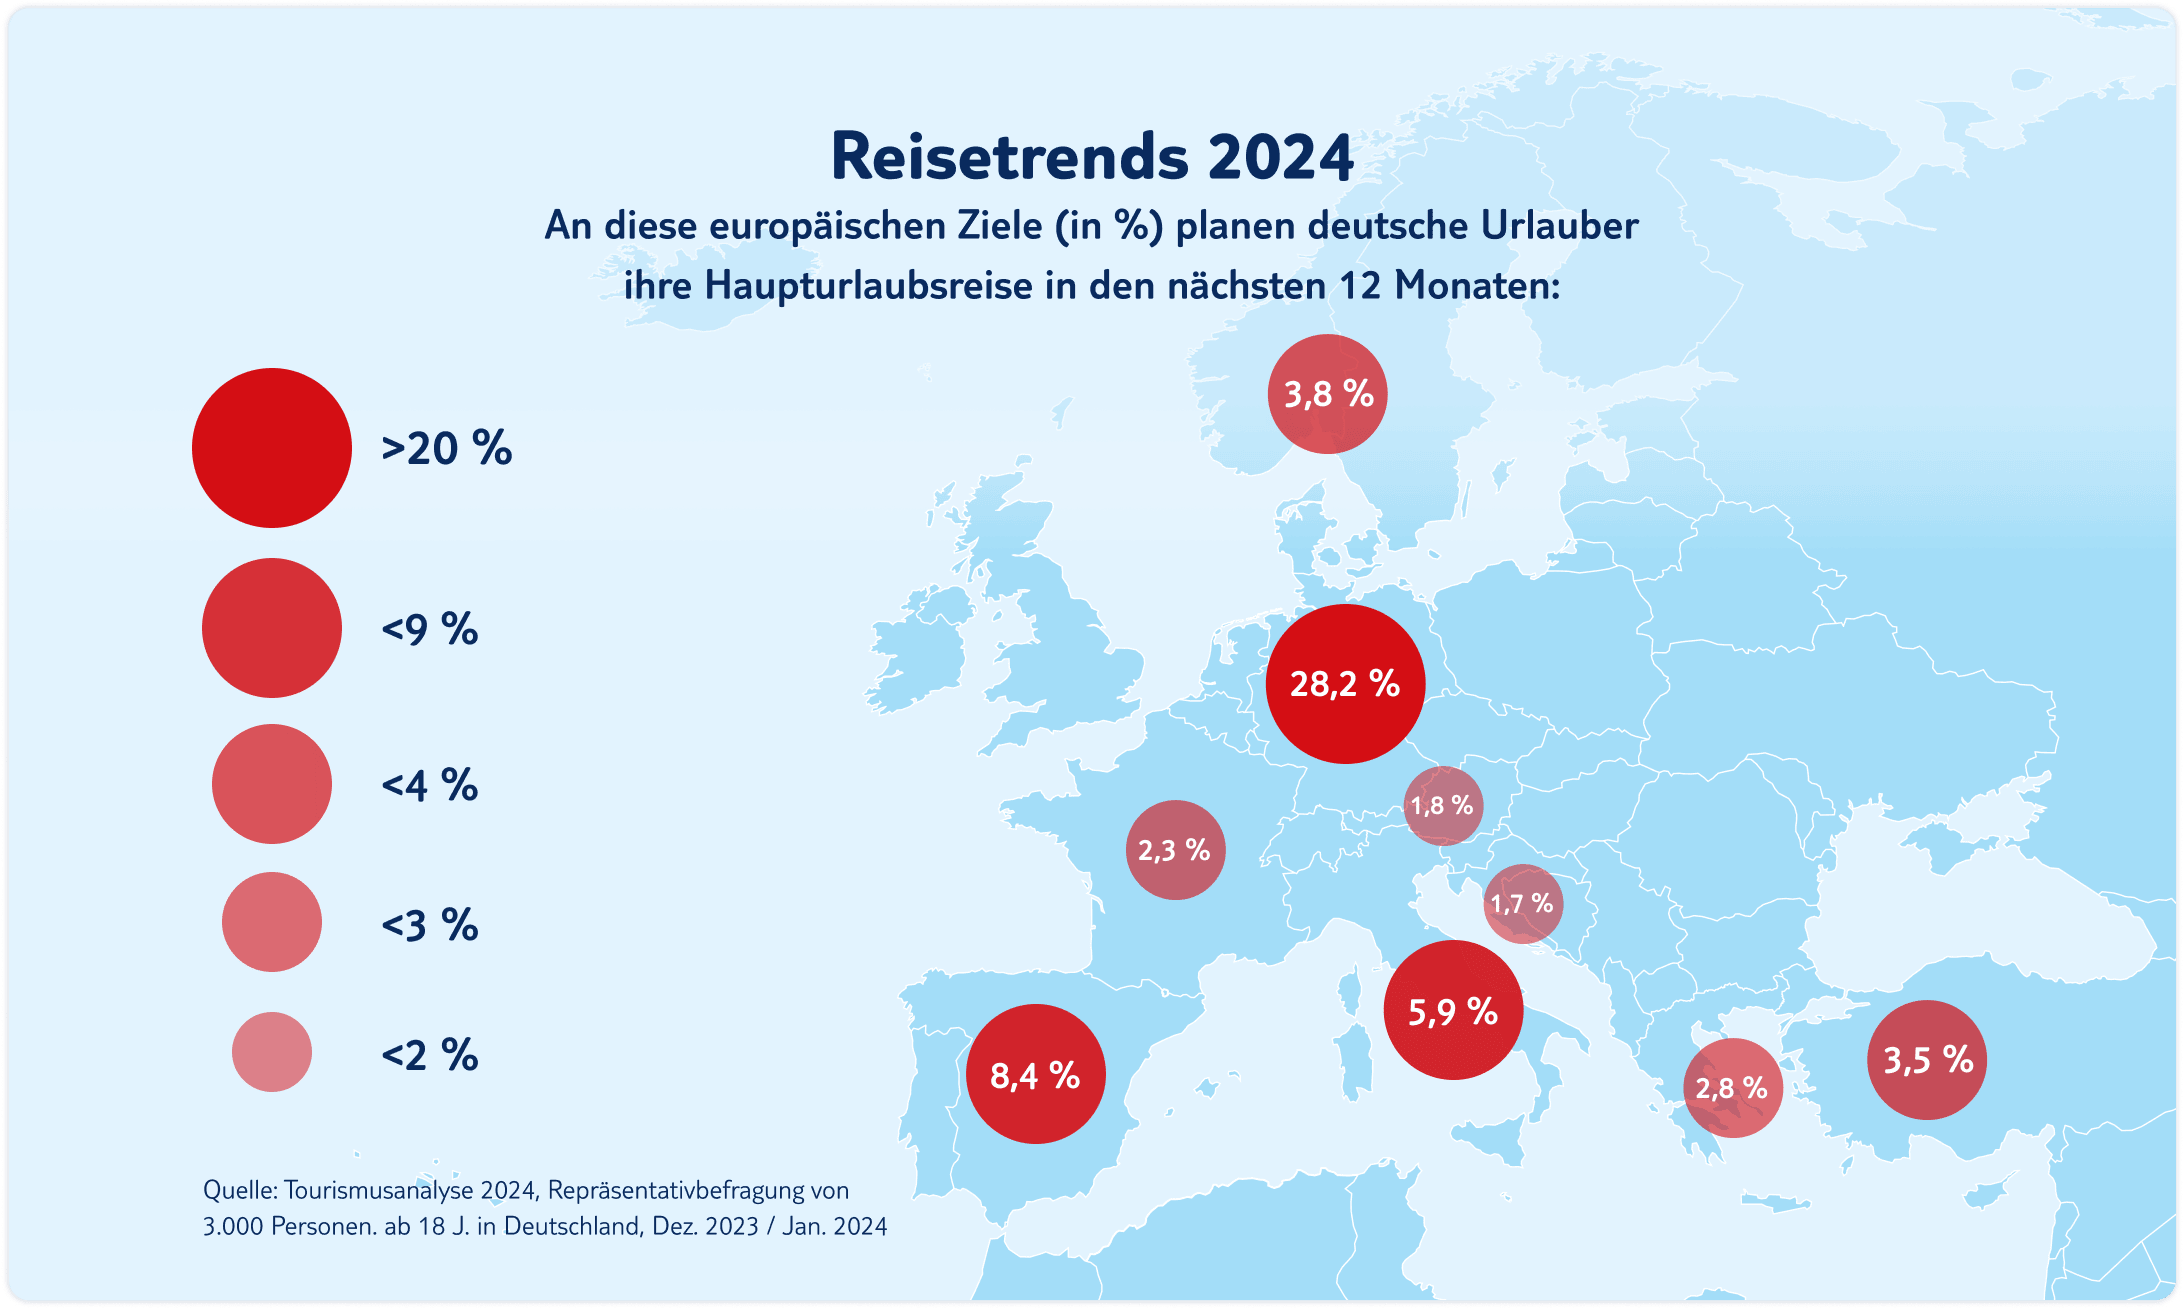 Reisetrends 2024
An diese europäischen Ziele (in %) planen deutsche Urlauber
ihre Haupturlaubsreise in den nächsten 12 Monaten:
3,8 %
>20 %
<9 %
28,2 %
<4 %
1,8 %
2,3 %
1,7 %
<3 %
5,9 %
8,4 %
<2 %
3,5 %
2,8 %
Quelle: Tourismusanalyse 2024, Repräsentativbefragung von
3.000 Personen. ab 18 J. in Deutschland, Dez. 2023 / Jan. 2024